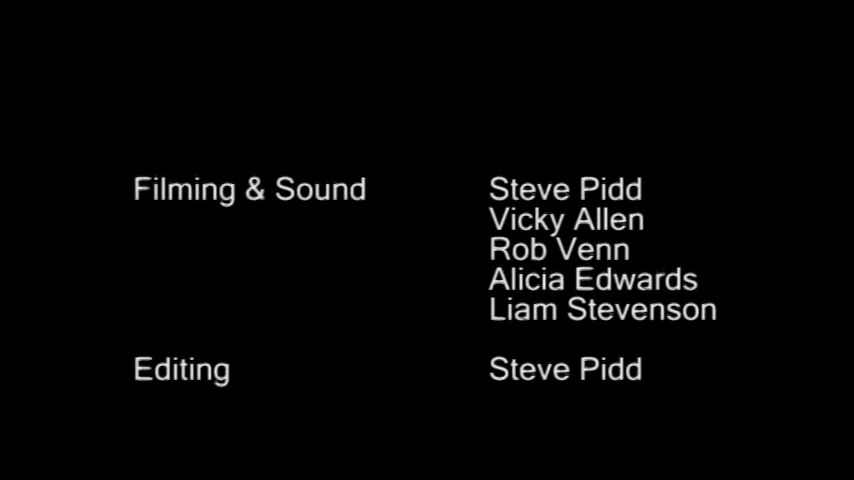 Filming & Sound Steve Pidd
Vicky Allen
Rob Venn
Alicia Edwards
Liam Stevenson
Editing Steve Pidd